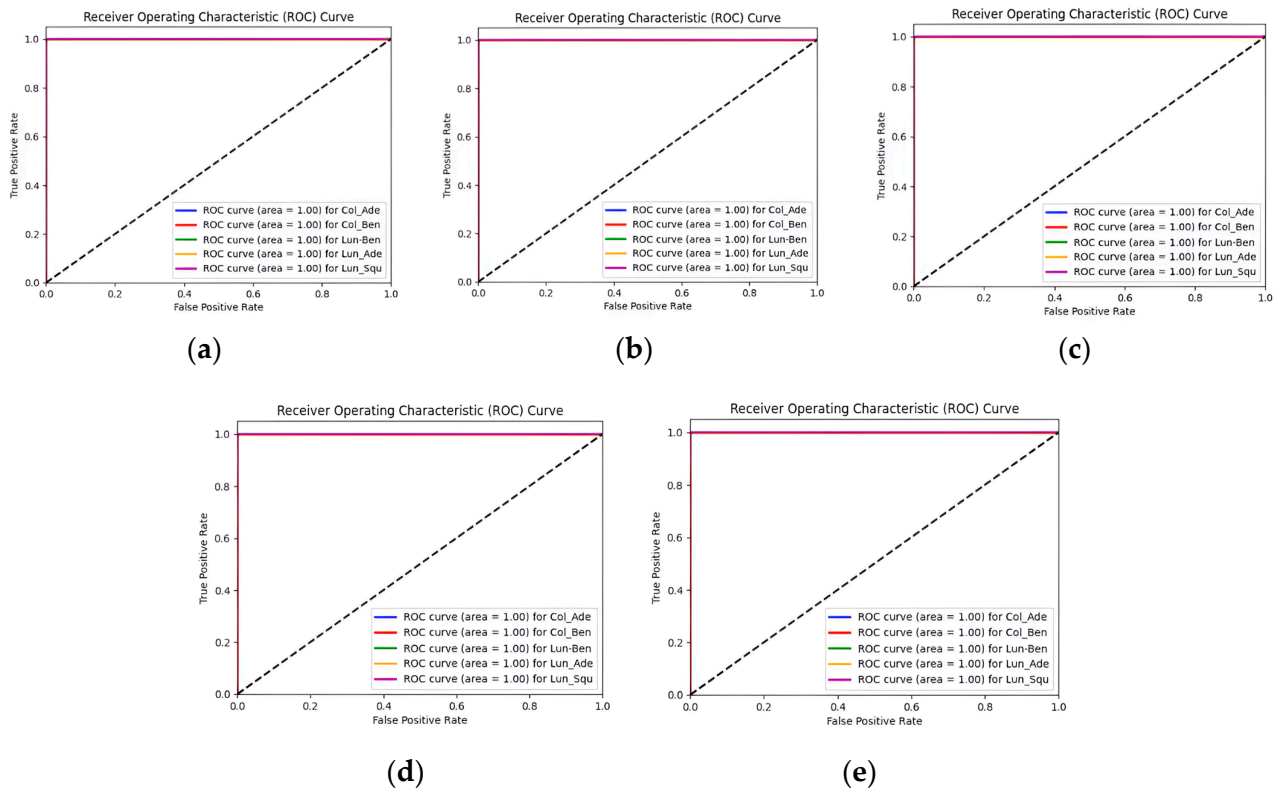 Receiver Operating Characteristic (ROC) Curve
True Positive Rate
1.0
0.8
0.6
0.4
0.2
0.0
ROC curve (area = 1.00) for Col_Ade
ROC curve (area = 1.00) for Col_Ben
ROC curve (area = 1.00) for Lun-Ben
ROC curve (area = 1.00) for Lun_Ade
ROC curve (area = 1.00) for Lun_Squ
0.0 0.2 0.4 0.6 0.8 1.0
False Positive Rate
(a)
Receiver Operating Characteristic (ROC) Curve
True Positive Rate
1.0
0.8
0.6
0.4
0.2
0.0
ROC curve (area = 1.00) for Col_Ade
ROC curve (area = 1.00) for Col_Ben
ROC curve (area = 1.00) for Lun-Ben
ROC curve (area = 1.00) for Lun_Ade
ROC curve (area = 1.00) for Lun_Squ
0.0 0.2 0.4 0.6 0.8 1.0
False Positive Rate
(b)
Receiver Operating Characteristic (ROC) Curve
True Positive Rate
1.0
0.8
0.6
0.4
0.2
0.0
ROC curve (area = 1.00) for Col_Ade
ROC curve (area = 1.00) for Col_Ben
ROC curve (area = 1.00) for Lun-Ben
ROC curve (area = 1.00) for Lun_Ade
ROC curve (area = 1.00) for Lun_Squ
0.0 0.2 0.4 0.6 0.8 1.0
False Positive Rate
(c)
Receiver Operating Characteristic (ROC) Curve
True Positive Rate
1.0
0.8
0.6
0.4
0.2
0.0
ROC curve (area = 1.00) for Col_Ade
ROC curve (area = 1.00) for Col_Ben
ROC curve (area = 1.00) for Lun-Ben
ROC curve (area = 1.00) for Lun_Ade
ROC curve (area = 1.00) for Lun_Squ
0.0 0.2 0.4 0.6 0.8 1.0
False Positive Rate
(d)
Receiver Operating Characteristic (ROC) Curve
True Positive Rate
1.0
0.8
0.6
0.4
0.2
0.0
ROC curve (area = 1.00) for Col_Ade
ROC curve (area = 1.00) for Col_Ben
ROC curve (area = 1.00) for Lun-Ben
ROC curve (area = 1.00) for Lun_Ade
ROC curve (area = 1.00) for Lun_Squ
0.0 0.2 0.4 0.6 0.8 1.0
False Positive Rate
(e)